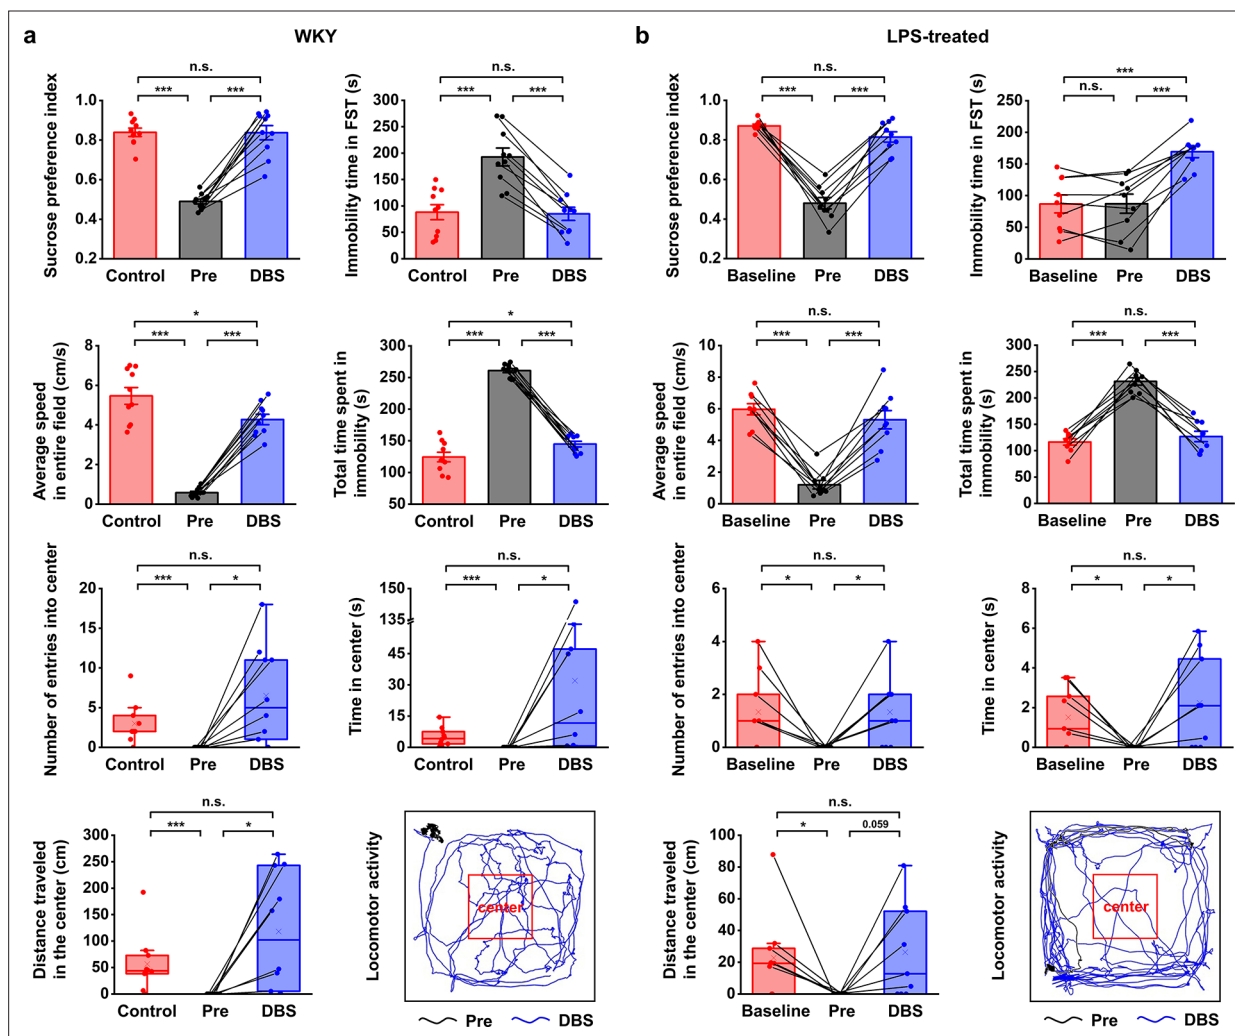 a
WKY
b
LPS-treated
n.s.
*** ***
Sucrose preference index
1.0
0.8
0.6
0.4
0.2
Control Pre DBS
n.s.
*** ***
Immobility time in FST (s)
300
250
200
150
100
50
0
Control Pre DBS
n.s.
*** ***
Sucrose preference index
1.0
0.8
0.6
0.4
0.2
Baseline Pre DBS
***
n.s. ***
Immobility time in FST (s)
250
200
150
100
50
0
Baseline Pre DBS
*
*** ***
Average speed
in entire field (cm/s)
8
6
4
2
0
Control Pre DBS
*
*** ***
Total time spent in
immobility (s)
300
250
200
150
100
50
Control Pre DBS
n.s.
*** ***
Average speed
in entire field (cm/s)
10
8
6
4
2
0
Baseline Pre DBS
n.s.
*** ***
Total time spent in
immobility (s)
300
250
200
150
100
50
0
Baseline Pre DBS
n.s.
*** *
Number of entries into center
20
15
10
5
0
Control Pre DBS
n.s.
*** *
Time in center (s)
150
135
45
30
15
0
Control Pre DBS
n.s.
* *
Number of entries into center
6
4
2
0
Baseline Pre DBS
n.s.
* *
Time in center (s)
8
6
4
2
0
Baseline Pre DBS
n.s.
*** *
Distance traveled
in the center (cm)
300
250
200
150
100
50
0
Control Pre DBS
Locomotor activity
center
Pre DBS
n.s.
* 0.059
Distance traveled
in the center (cm)
100
80
60
40
20
0
Baseline Pre DBS
Locomotor activity
center
Pre DBS